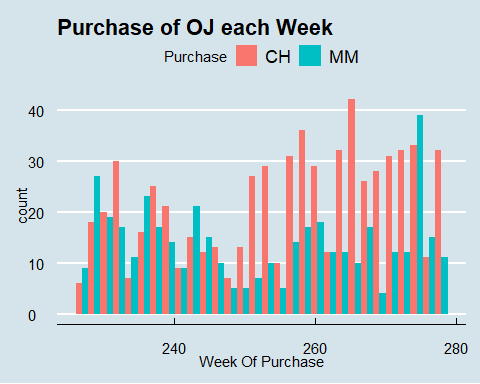 Purchase of OJ each Week
Purchase CH MM
40
30
20
10
0
count
240 260 280
Week Of Purchase